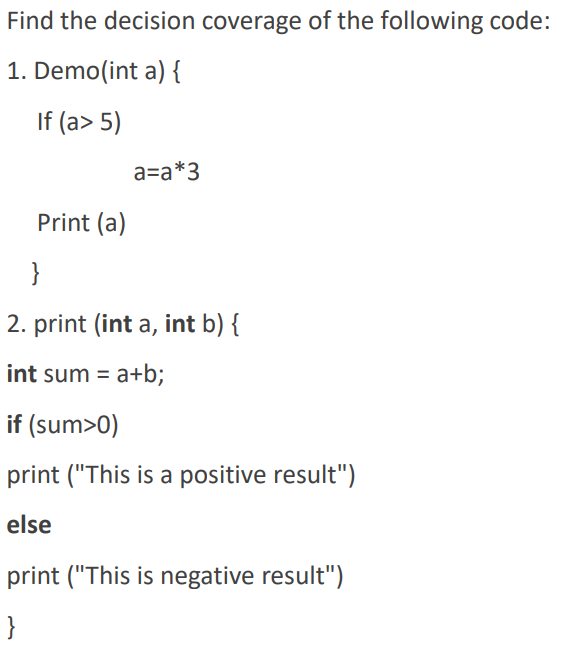 Find the decision coverage of the following code:
1. Demo(int a) {
If (a> 5)
a=a*3
Print (a)
}
2. print (int a, int b) {
int sum = a+b;
if (sum>0)
print ("This is a positive result")
else
print ("This is negative result")
}